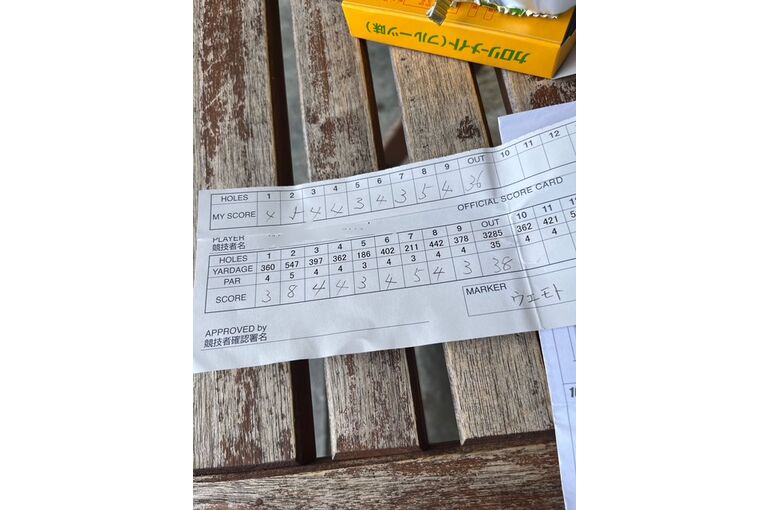 カロリーメイト(フルーツ味)
HOLES 1 2 3 4 5 6 7 8 9 OUT 10 11 12
MY SCORE 4 5 4 4 3 4 3 5 4 36
OFFICIAL SCORE CARD
PLAYER
競技者名
HOLES 1 2 3 4 5 6 7 8 9 OUT 10 11
YARDAGE 360 547 397 362 186 402 211 442 378 3285 362 421
PAR 4 5 4 4 3 4 3 4 4 35 4 4
SCORE 3 8 4 4 3 4 5 4 3 38
MARKER ウエモト
APPROVED by
競技者確認署名